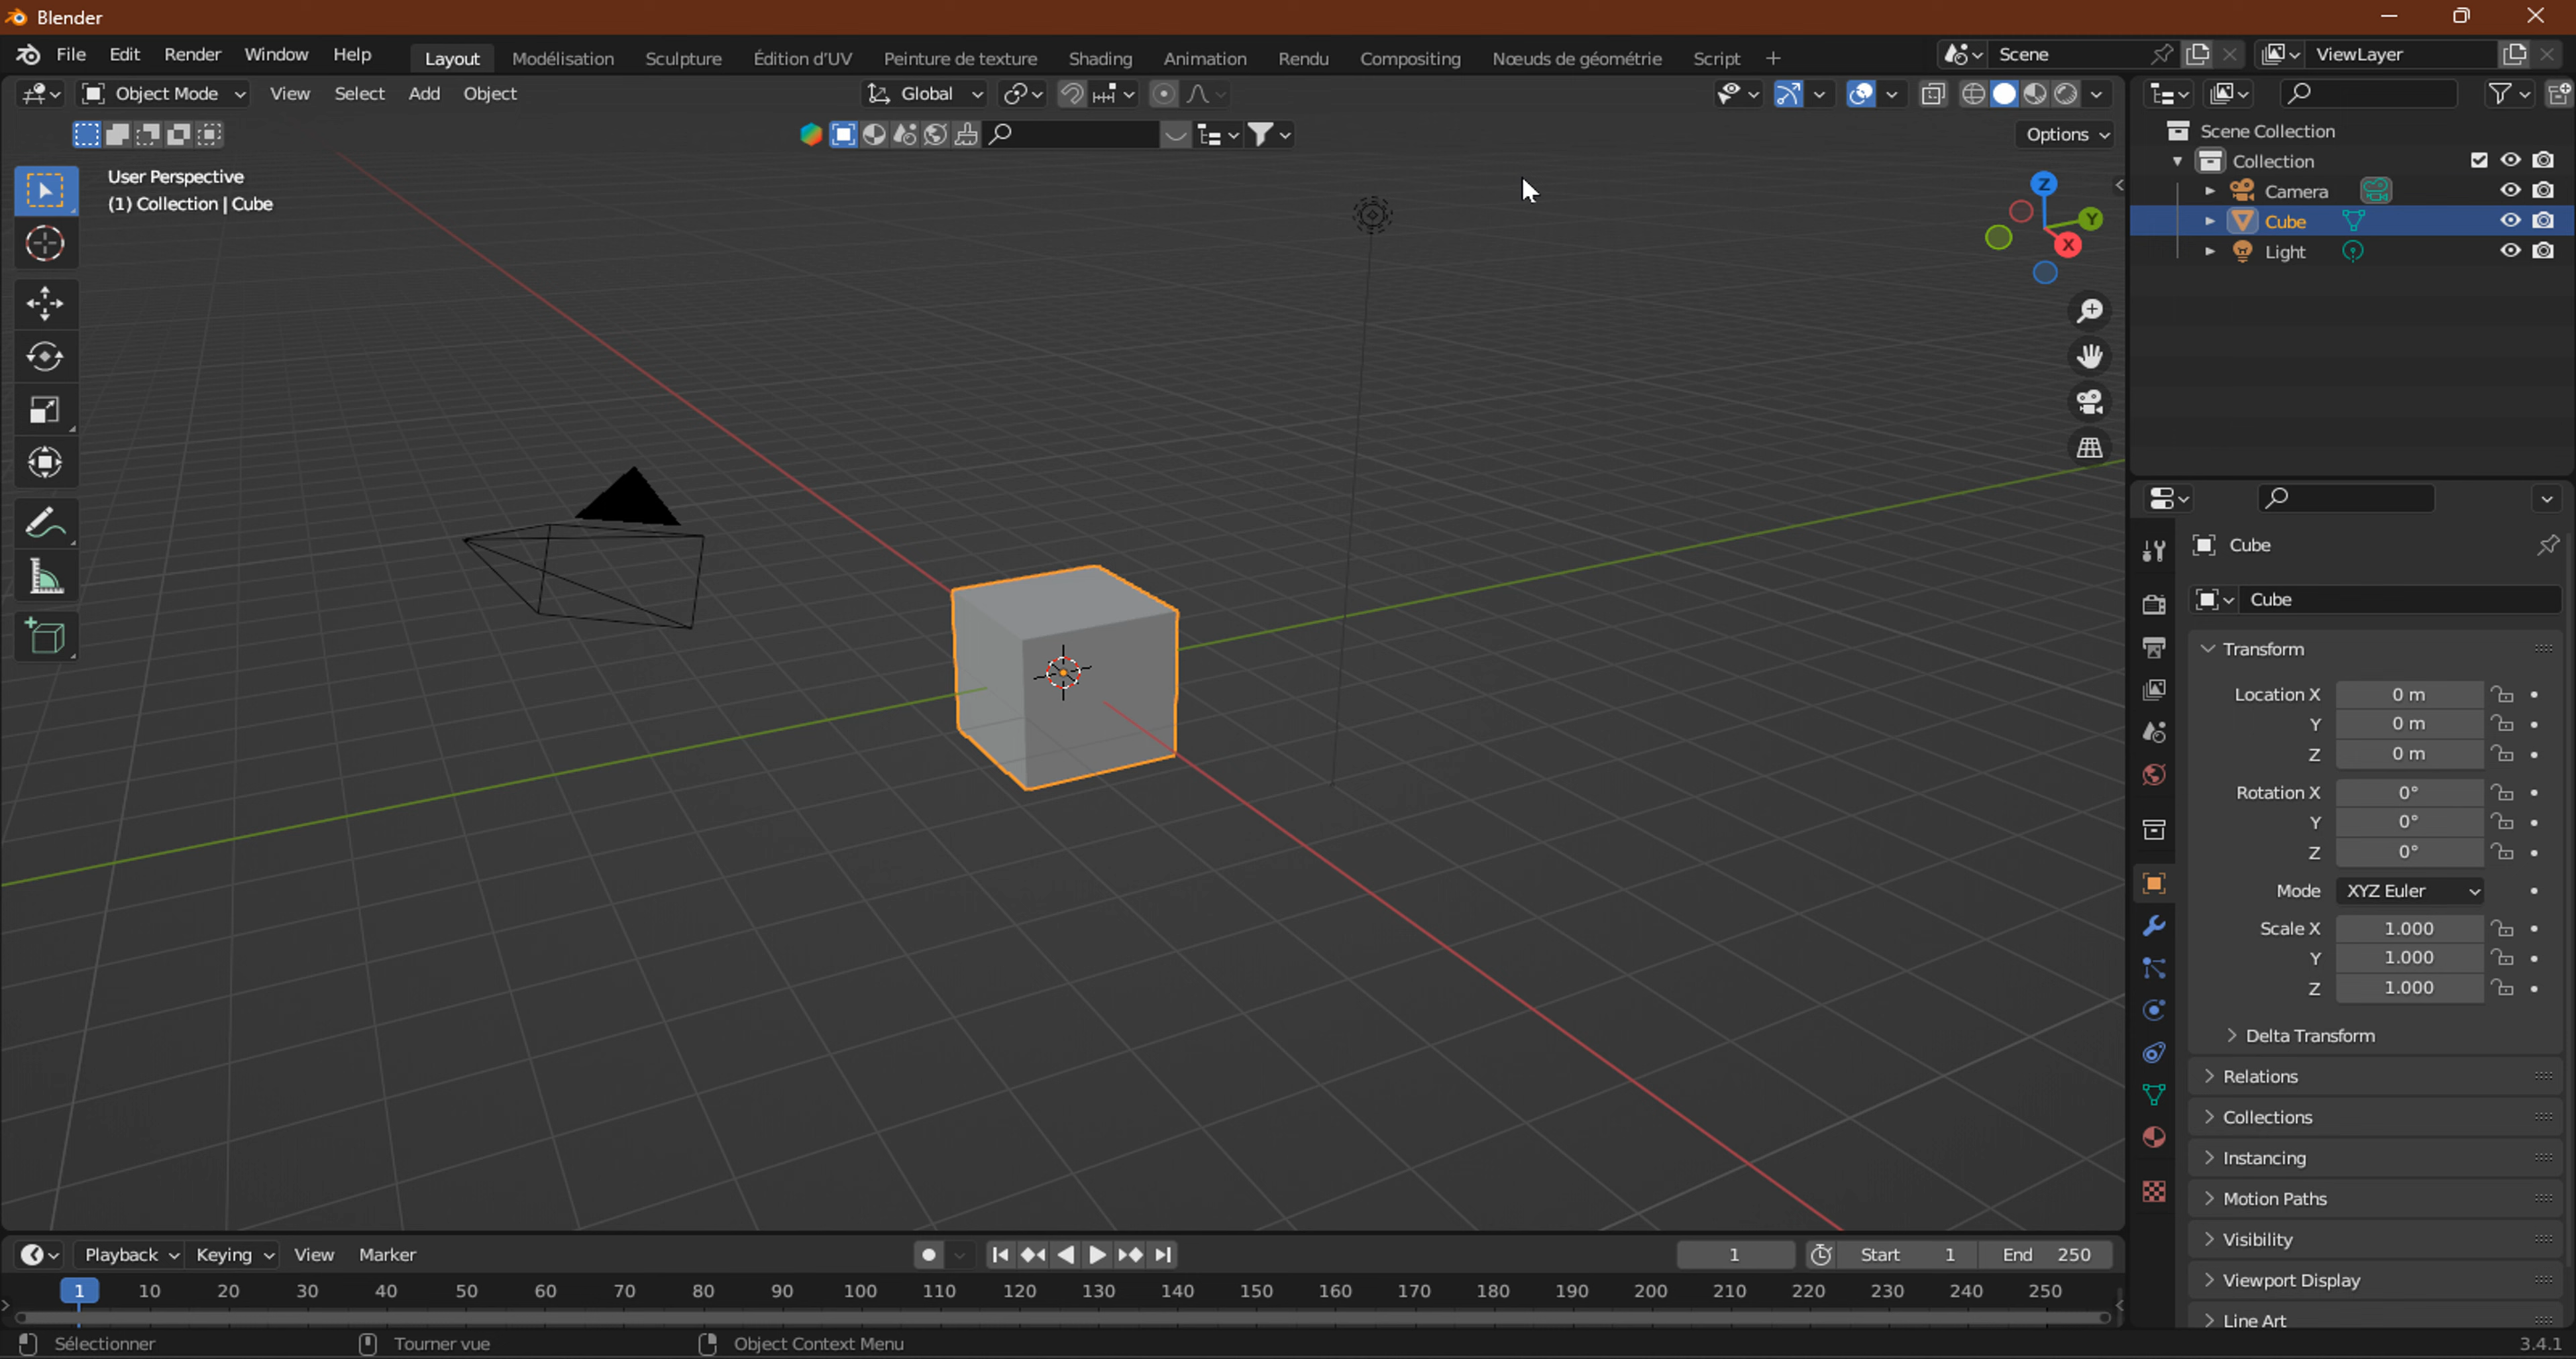 Blender
File Edit Render Window Help Layout Modélisation Sculpture Édition d'UV Peinture de texture Shading Animation Rendu Compositing Nœuds de géométrie Script + Scene ViewLayer
Object Mode View Select Add Object Global
Options
User Perspective
(1) Collection | Cube
Z
Y
X
Scene Collection
Collection
Camera
Cube
Light
Cube
Cube
Transform
Location X 0 m
Y 0 m
Z 0 m
Rotation X 0°
Y 0°
Z 0°
Mode XYZ Euler
Scale X 1.000
Y 1.000
Z 1.000
Delta Transform
Relations
Collections
Instancing
Motion Paths
Visibility
Viewport Display
Line Art
Playback Keying View Marker 1 Start 1 End 250
1 10 20 30 40 50 60 70 80 90 100 110 120 130 140 150 160 170 180 190 200 210 220 230 240 250
Sélectionner Tourner vue Object Context Menu 3.4.1